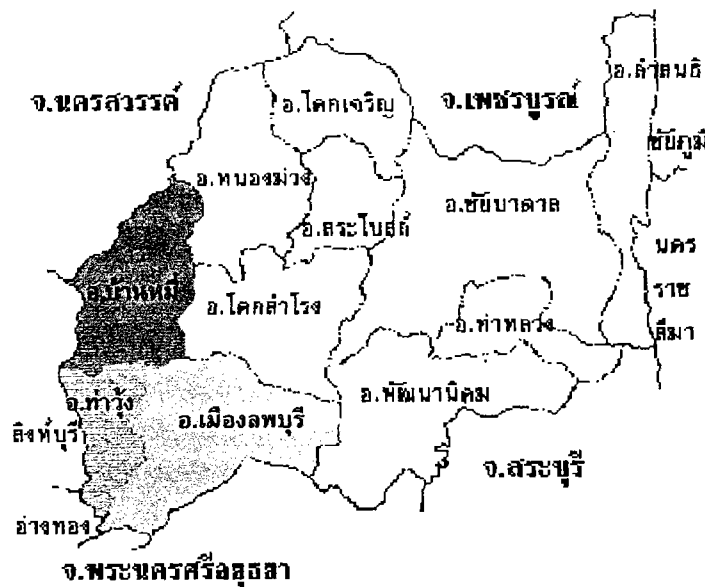 จ.นครสวรรค์
อ.โคกเจริญ
จ.เพชรบูรณ์
อ.ลำสนธิ
ชัยภูมิ
อ.หนองม่วง
อ.สระโบสถ์
อ.ชัยบาดาล
นคร
ราช
สีมา
อ.บ้านหมี่
อ.โคกสำโรง
อ.ท่าหลวง
อ.ท่าวุ้ง
อ.เมืองลพบุรี
อ.พัฒนานิคม
สิงห์บุรี
จ.สระบุรี
อ่างทอง
จ.พระนครศรีอยุธยา